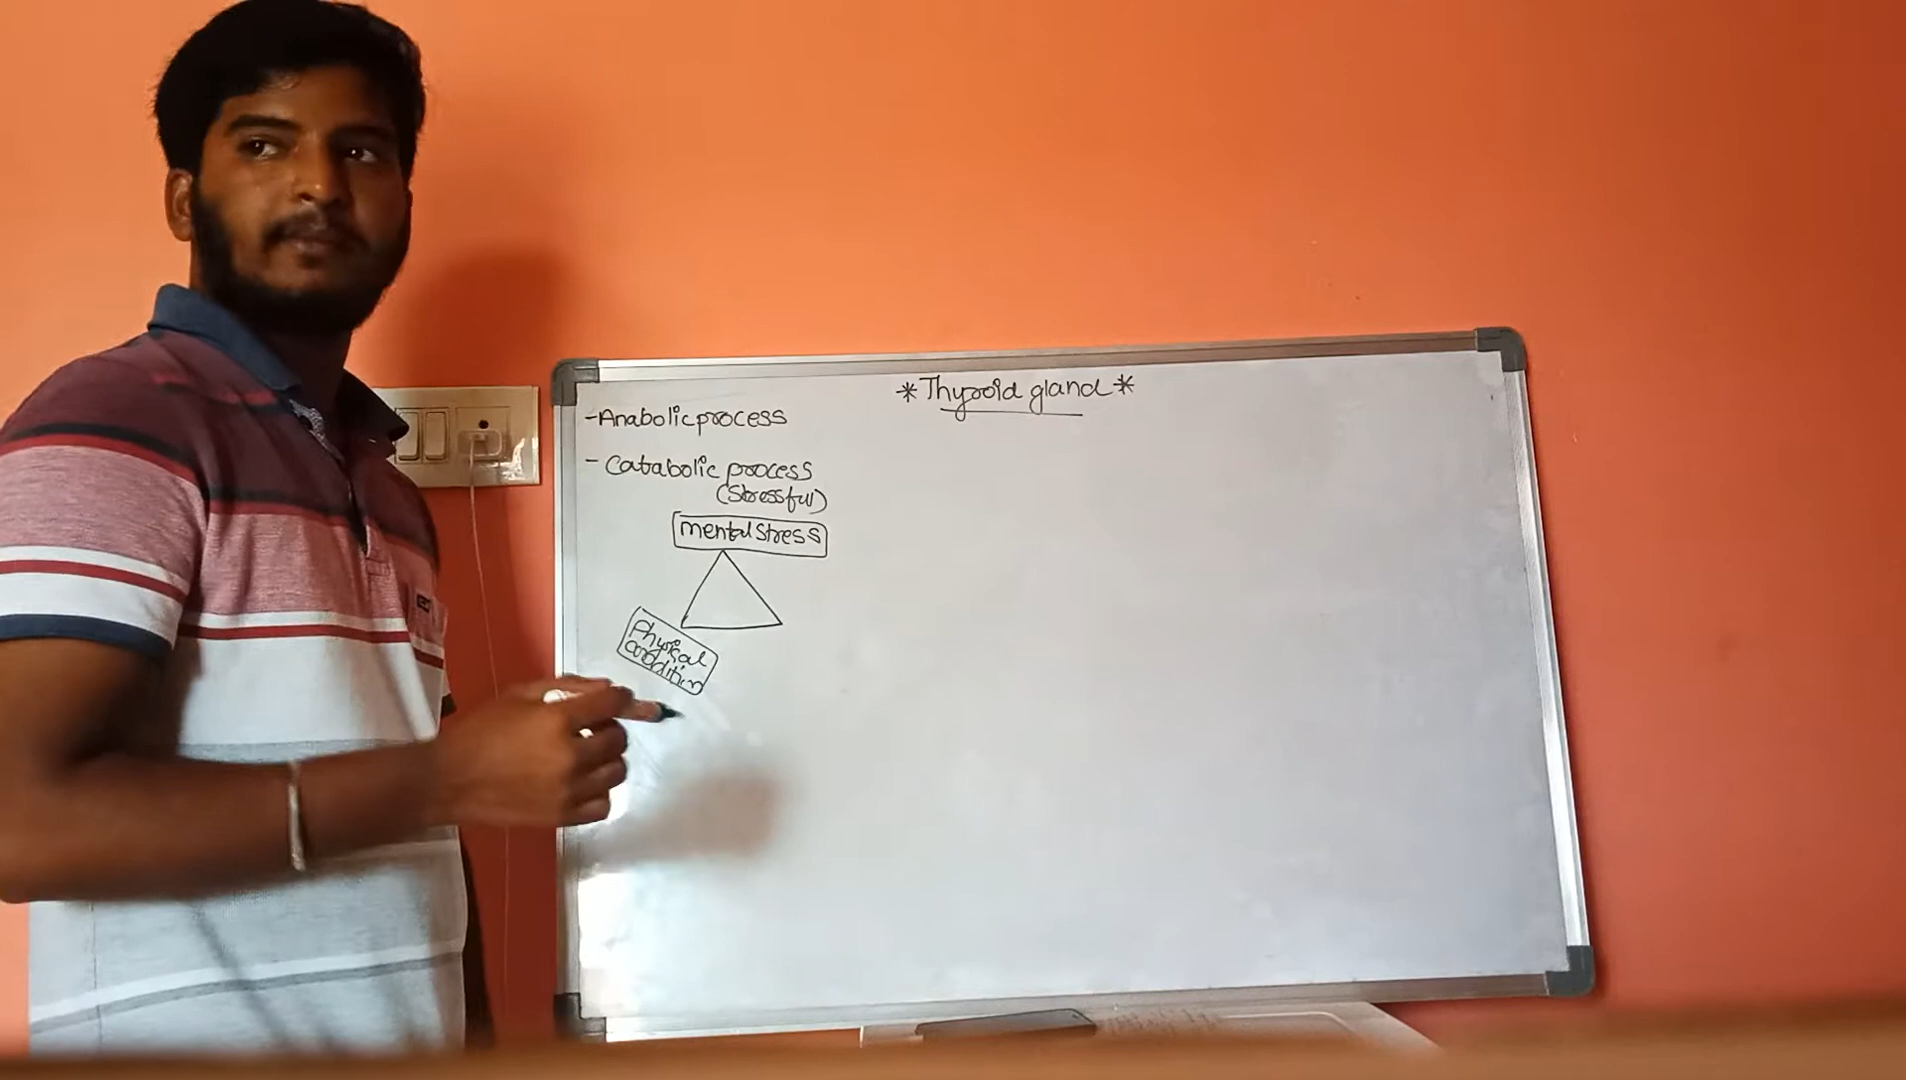 *Thyroid gland*
-Anabolic process
- Catabolic process
(Stressful)
mental stress
Physical
condition